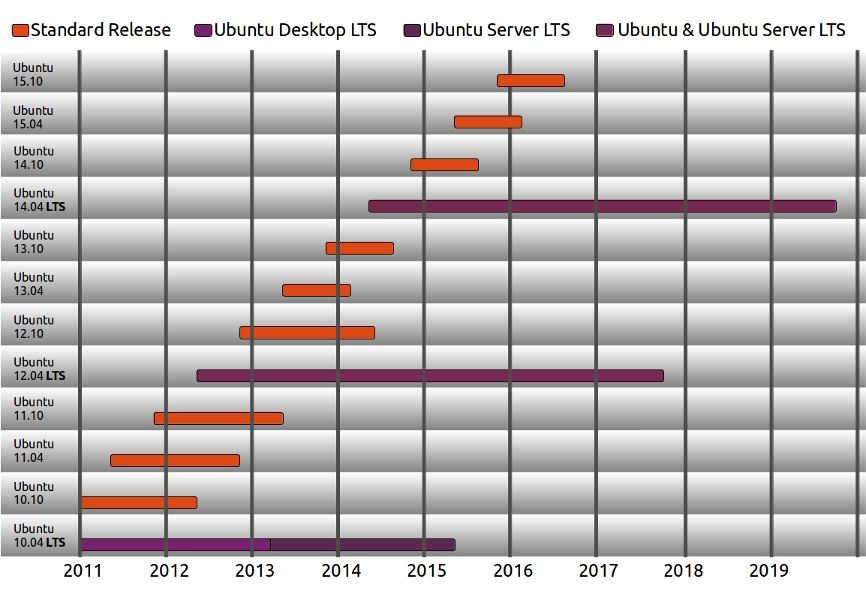 Standard Release Ubuntu Desktop LTS Ubuntu Server LTS Ubuntu & Ubuntu Server LTS
Ubuntu
15.10
Ubuntu
15.04
Ubuntu
14.10
Ubuntu
14.04 LTS
Ubuntu
13.10
Ubuntu
13.04
Ubuntu
12.10
Ubuntu
12.04 LTS
Ubuntu
11.10
Ubuntu
11.04
Ubuntu
10.10
Ubuntu
10.04 LTS
2011 2012 2013 2014 2015 2016 2017 2018 2019